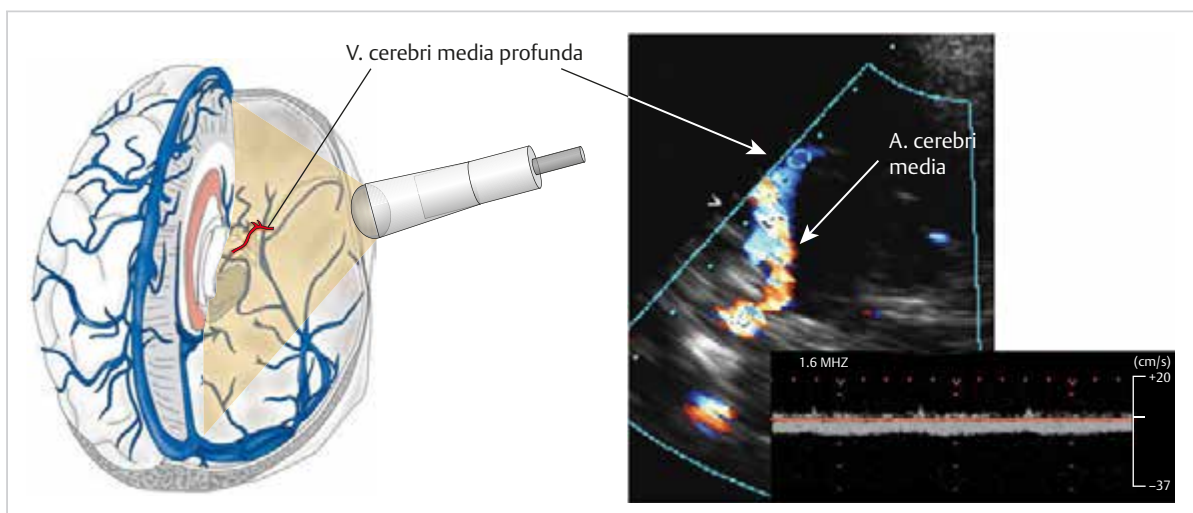 V. cerebri media profunda
A. cerebri
media
1.6 MHZ
(cm/s)
+20
–37